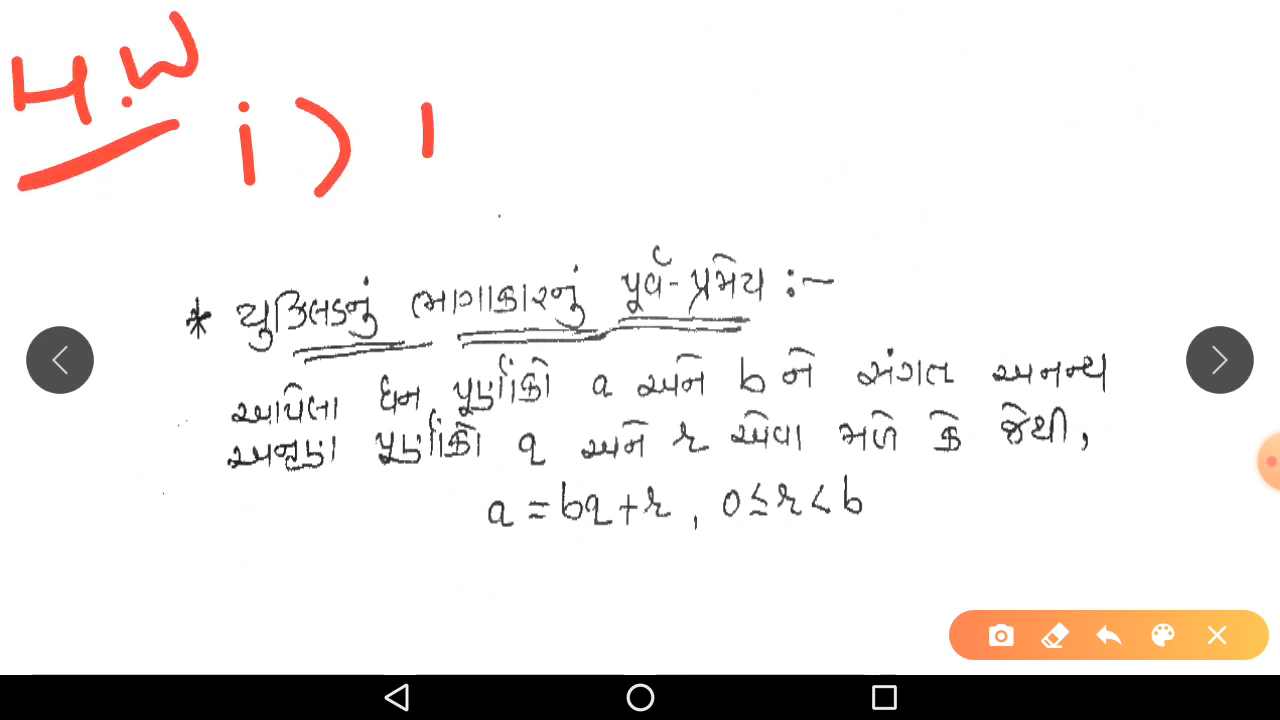 H.W
i) 1
* યુક્લિડનું ભાગાકારનું પૂર્વ-પ્રમેય :-
આપેલા ધન પૂર્ણાંકો a અને b ને સંગત અનન્ય
અનૃણ પૂર્ણાંકો q અને r એવા મળે કે જેથી,
a = bq + r , 0 ≤ r < b